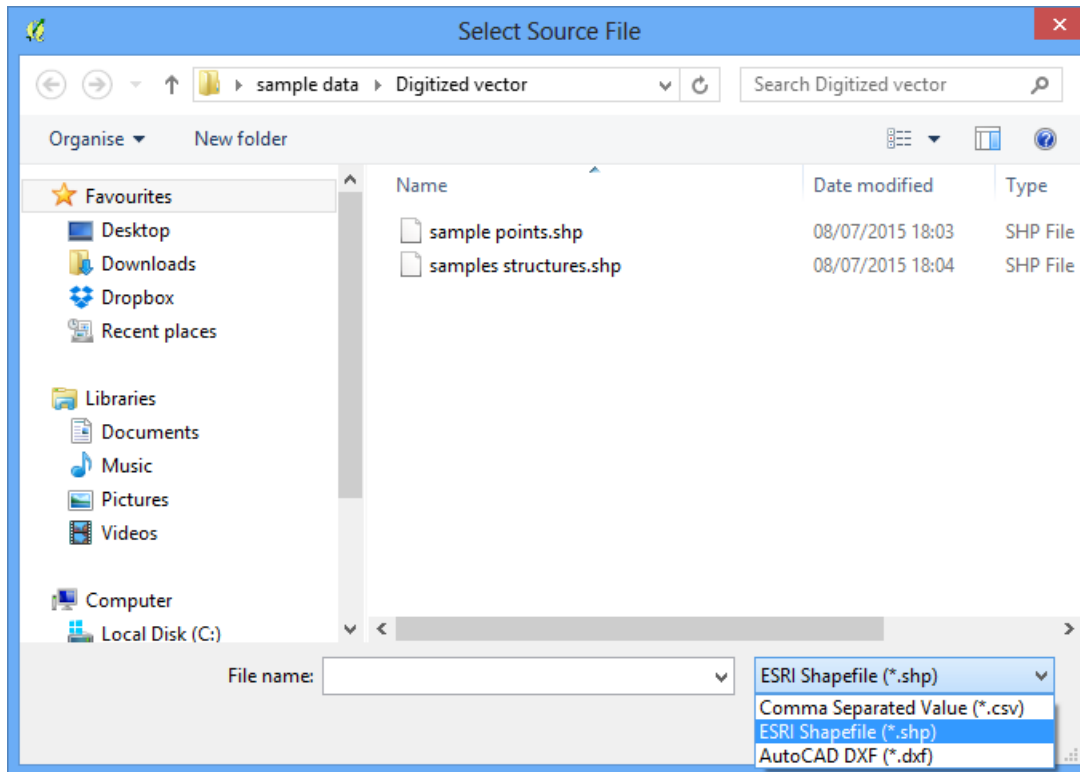 Select Source File
sample data Digitized vector
Search Digitized vector
Organise
New folder
Name
Date modified
Type
Favourites
Desktop
Downloads
Dropbox
Recent places
Libraries
Documents
Music
Pictures
Videos
Computer
Local Disk (C:)
sample points.shp 08/07/2015 18:03 SHP File
samples structures.shp 08/07/2015 18:04 SHP File
File name:
ESRI Shapefile (*.shp)
Comma Separated Value (*.csv)
ESRI Shapefile (*.shp)
AutoCAD DXF (*.dxf)